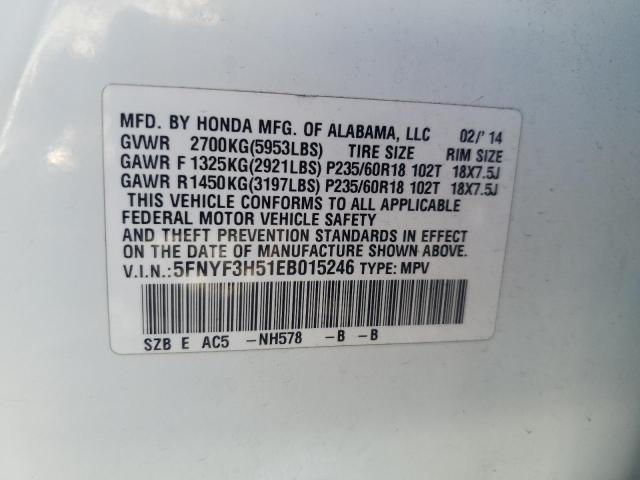 MFD. BY HONDA MFG. OF ALABAMA, LLC 02/'14
GVWR 2700KG(5953LBS) TIRE SIZE RIM SIZE
GAWR F 1325KG(2921LBS) P235/60R18 102T 18X7.5J
GAWR R1450KG(3197LBS) P235/60R18 102T 18X7.5J
THIS VEHICLE CONFORMS TO ALL APPLICABLE
FEDERAL MOTOR VEHICLE SAFETY
AND THEFT PREVENTION STANDARDS IN EFFECT
ON THE DATE OF MANUFACTURE SHOWN ABOVE.
V.I.N.:5FNYF3H51EB015246 TYPE: MPV
SZB E AC5 -NH578 -B -B